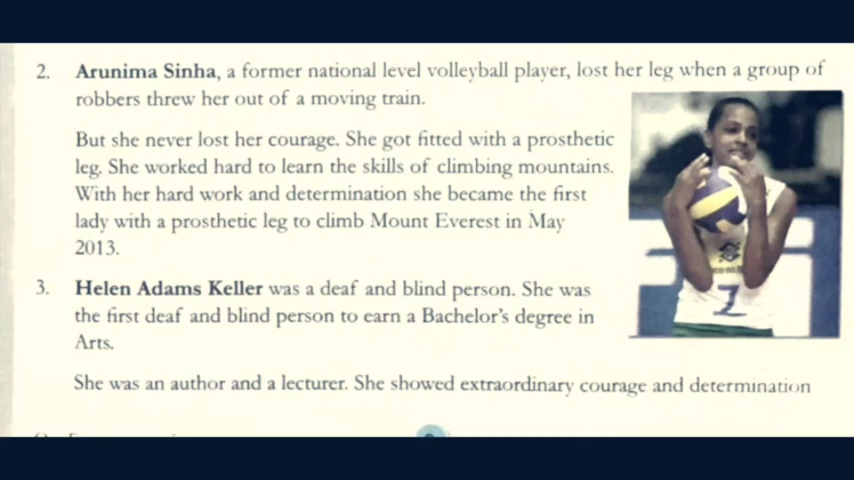 2. Arunima Sinha, a former national level volleyball player, lost her leg when a group of
robbers threw her out of a moving train.
But she never lost her courage. She got fitted with a prosthetic
leg. She worked hard to learn the skills of climbing mountains.
With her hard work and determination she became the first
lady with a prosthetic leg to climb Mount Everest in May
2013.
3. Helen Adams Keller was a deaf and blind person. She was
the first deaf and blind person to earn a Bachelor's degree in
Arts.
She was an author and a lecturer. She showed extraordinary courage and determination
7